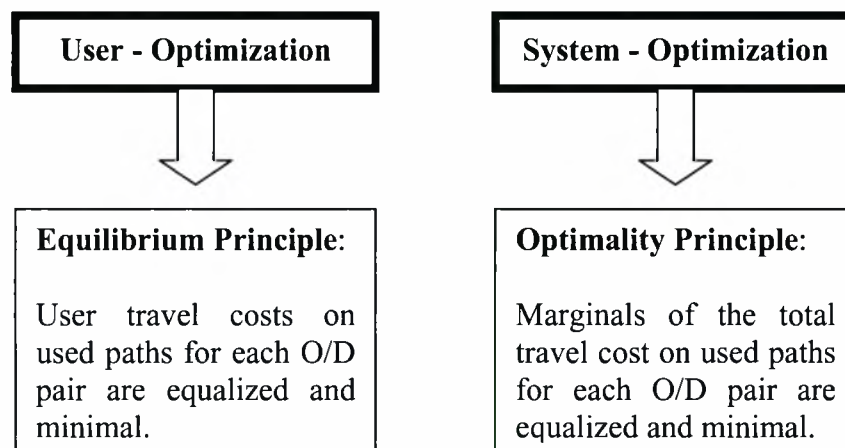 User - Optimization
System - Optimization
Equilibrium Principle:
User travel costs on
used paths for each O/D
pair are equalized and
minimal.
Optimality Principle:
Marginals of the total
travel cost on used paths
for each O/D pair are
equalized and minimal.